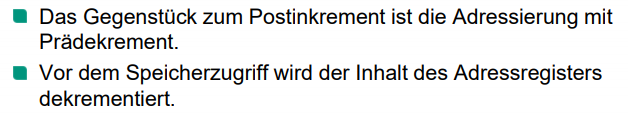 Das Gegenstück zum Postinkrement ist die Adressierung mit
Prädekrement.
Vor dem Speicherzugriff wird der Inhalt des Adressregisters
dekrementiert.